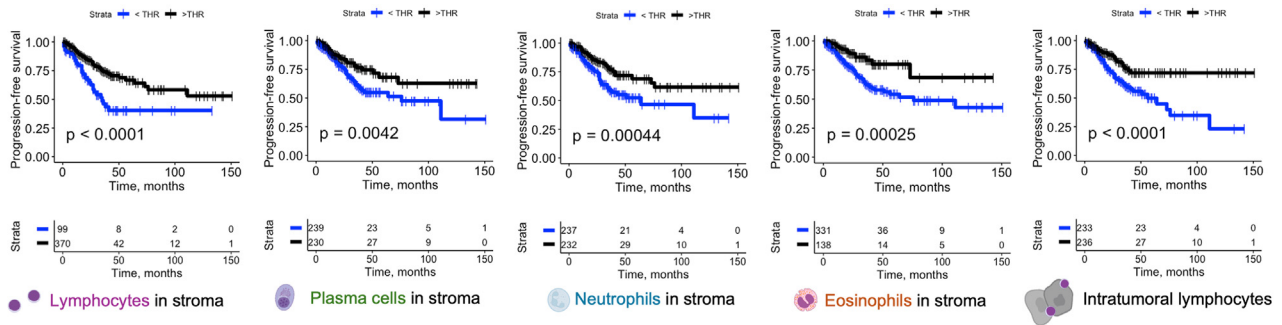 Strata < THR >THR
Progression-free survival
1.00
0.75
0.50
0.25
0.00
p < 0.0001
0 50 100 150
Time, months
Strata
99 8 2 0
370 42 12 1
0 50 100 150
Time, months
Lymphocytes in stroma
Strata < THR >THR
Progression-free survival
1.00
0.75
0.50
0.25
0.00
p = 0.0042
0 50 100 150
Time, months
Strata
239 23 5 1
230 27 9 0
0 50 100 150
Time, months
Plasma cells in stroma
Strata < THR >THR
Progression-free survival
1.00
0.75
0.50
0.25
0.00
p = 0.00044
0 50 100 150
Time, months
Strata
237 21 4 0
232 29 10 1
0 50 100 150
Time, months
Neutrophils in stroma
Strata < THR >THR
Progression-free survival
1.00
0.75
0.50
0.25
0.00
p = 0.00025
0 50 100 150
Time, months
Strata
331 36 9 1
138 14 5 0
0 50 100 150
Time, months
Eosinophils in stroma
Strata < THR >THR
Progression-free survival
1.00
0.75
0.50
0.25
0.00
p < 0.0001
0 50 100 150
Time, months
Strata
233 23 4 0
236 27 10 1
0 50 100 150
Time, months
Intratumoral lymphocytes